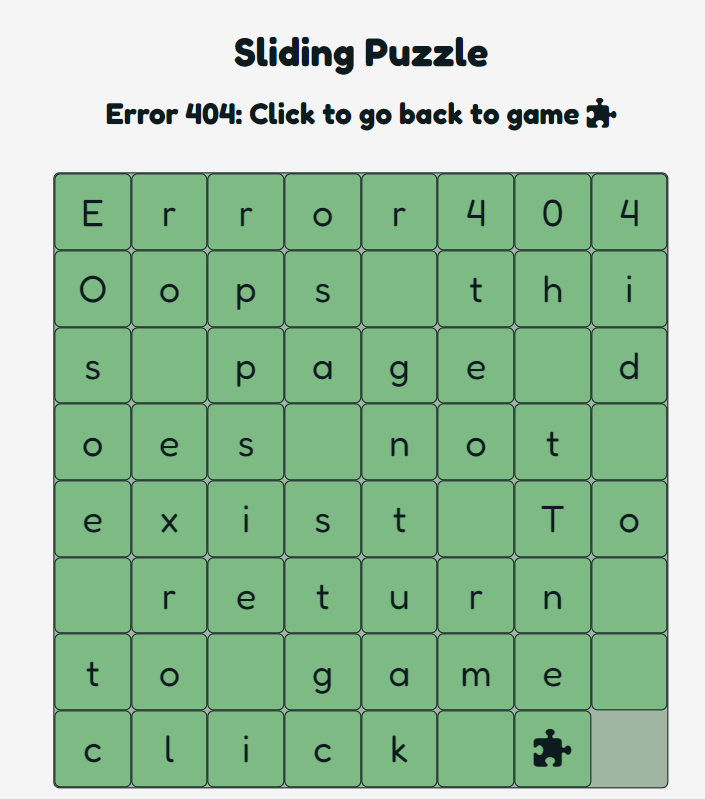 Sliding Puzzle
Error 404: Click to go back to game
E r r o r 4 0 4
O o p s t h i
s p a g e d
o e s n o t
e x i s t T o
r e t u r n
t o g a m e
c l i c k